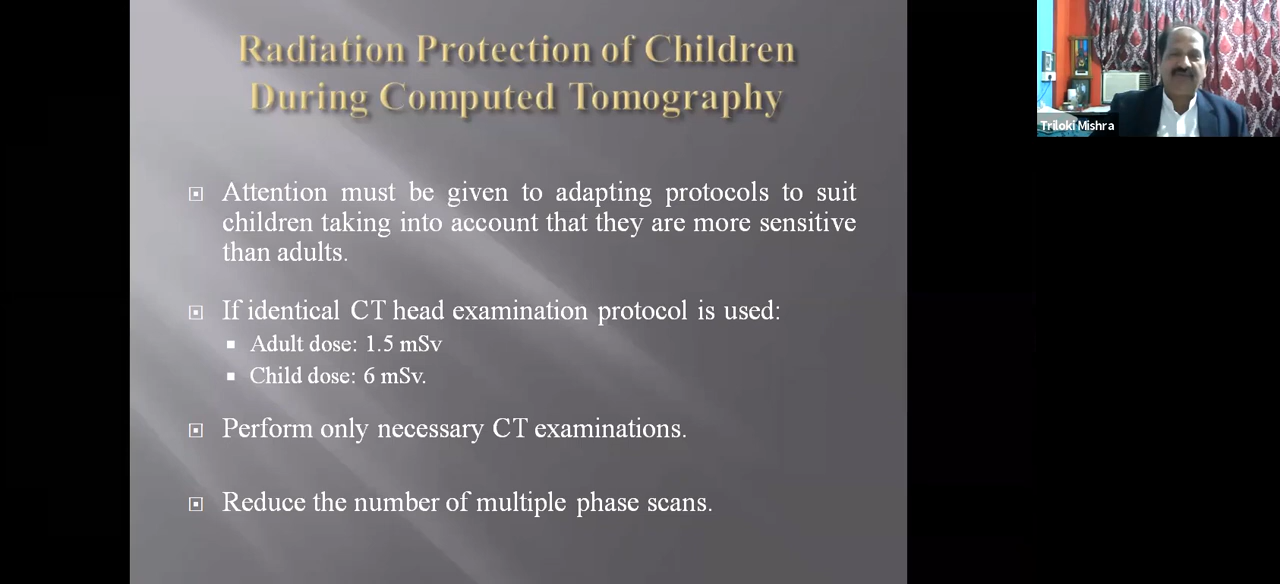 Radiation Protection of Children
During Computed Tomography
Attention must be given to adapting protocols to suit
children taking into account that they are more sensitive
than adults.
If identical CT head examination protocol is used:
Adult dose: 1.5 mSv
Child dose: 6 mSv.
Perform only necessary CT examinations.
Reduce the number of multiple phase scans.
Triloki Mishra